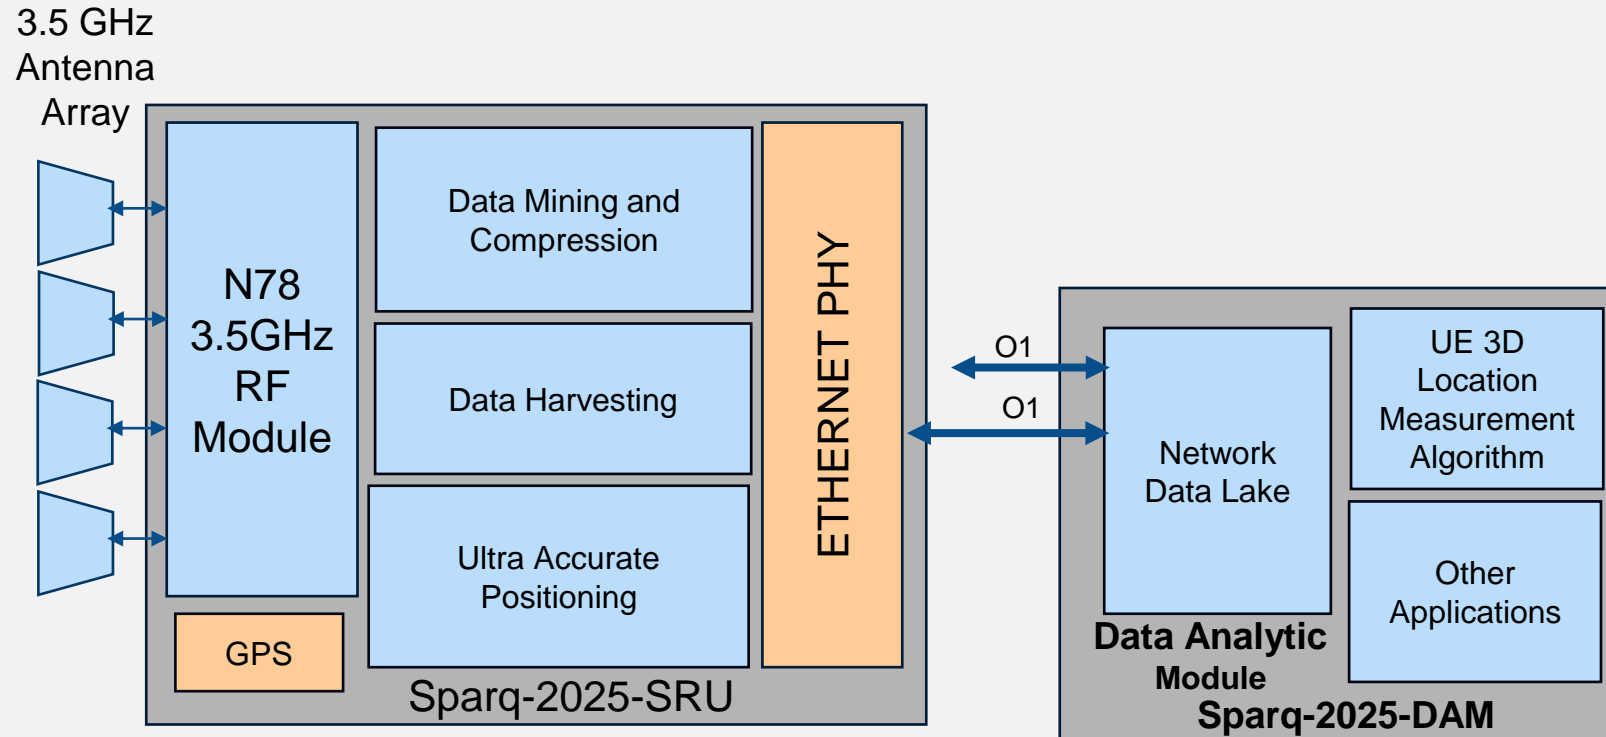 3.5 GHz
Antenna
Array
N78
3.5GHz
RF
Module
GPS
Data Mining and
Compression
Data Harvesting
Ultra Accurate
Positioning
ETHERNET PHY
Sparq-2025-SRU
O1
O1
Network
Data Lake
UE 3D
Location
Measurement
Algorithm
Other
Applications
Data Analytic
Module
Sparq-2025-DAM